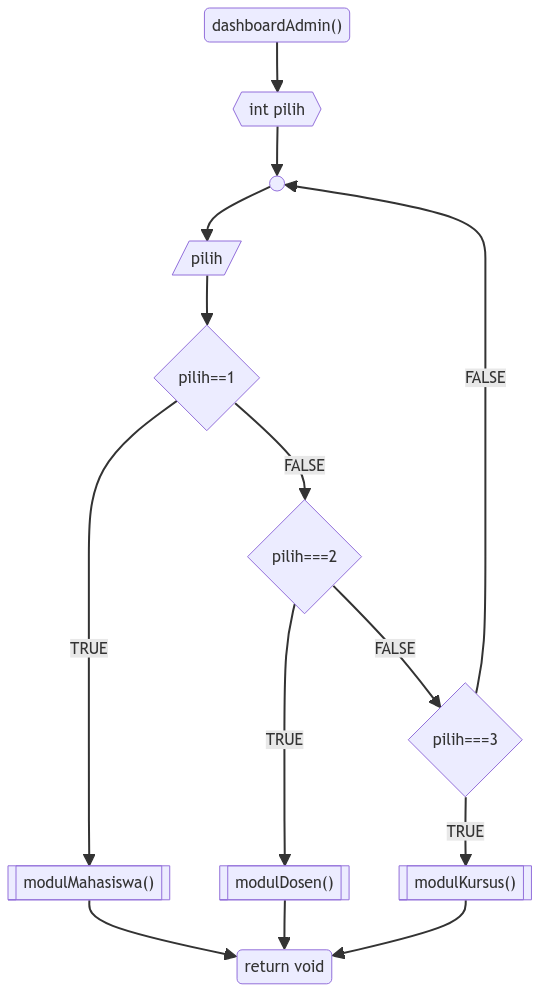 dashboardAdmin()
int pilih
pilih
pilih==1
FALSE
FALSE
pilih===2
TRUE
FALSE
TRUE
pilih===3
TRUE
modulMahasiswa()
modulDosen()
modulKursus()
return void